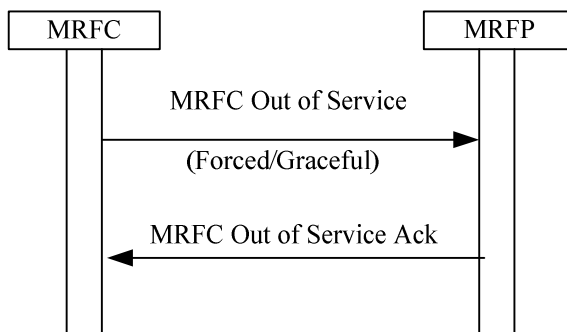 MRFC
MRFP
MRFC Out of Service
(Forced/Graceful)
MRFC Out of Service Ack